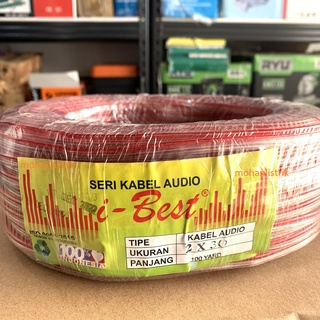 RYU
SERI KABEL AUDIO
i-Best®
100%
INDONESIA
TIPE KABEL AUDIO
UKURAN 2 X 30
PANJANG 100 YARD